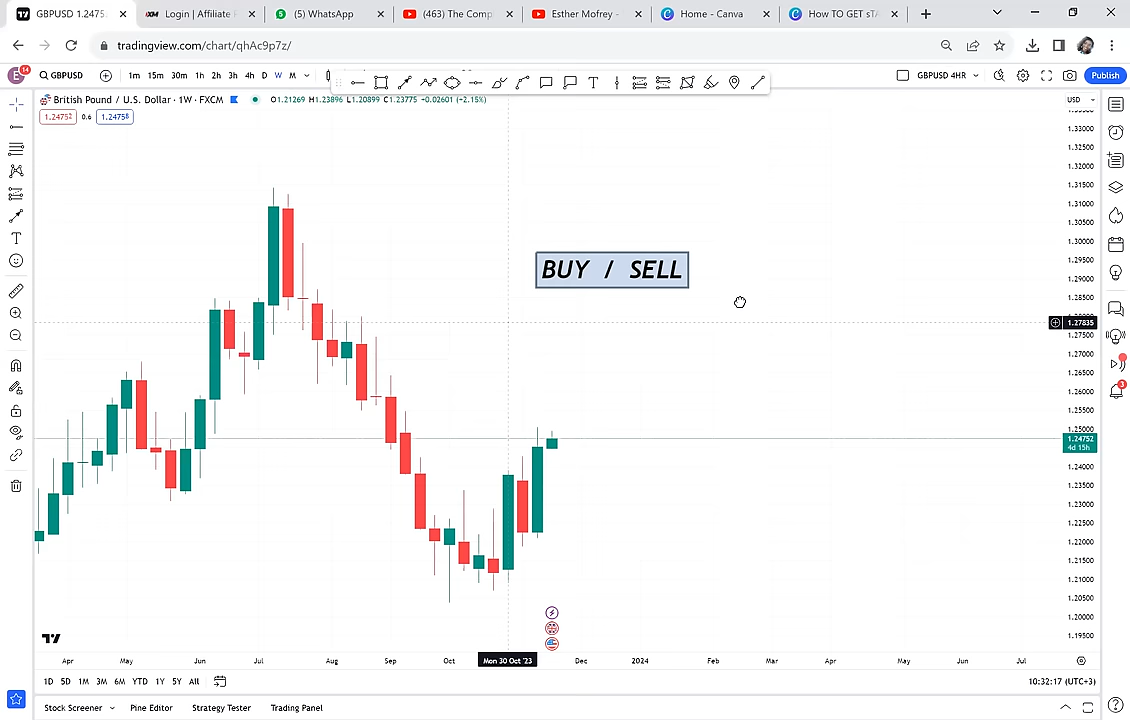 GBPUSD 1.2475
Login | Affiliate
(5) WhatsApp
(463) The Comp
Esther Mofrey -
Home - Canva
How TO GET sTA
tradingview.com/chart/qhAc9p7z/
E 14 GBPUSD 1m 15m 30m 1h 2h 3h 4h D W M
GBPUSD 4HR
Publish
British Pound / U.S. Dollar · 1W · FXCM O1.21269 H1.23896 L1.20899 C1.23775 +0.02601 (+2.15%)
USD
1.24752 0.6 1.24758
1.33000
1.32500
1.32000
1.31500
1.31000
1.30500
1.30000
1.29500
1.29000
1.28500
1.27835
1.27500
1.27000
1.26500
1.26000
1.25500
1.25000
1.24752
4d 15h
1.24000
1.23500
1.23000
1.22500
1.22000
1.21500
1.21000
1.20500
1.20000
1.19500
BUY / SELL
3
Apr May Jun Jul Aug Sep Oct Mon 30 Oct '23 Dec 2024 Feb Mar Apr May Jun Jul
1D 5D 1M 3M 6M YTD 1Y 5Y All
10:32:17 (UTC+3)
Stock Screener Pine Editor Strategy Tester Trading Panel